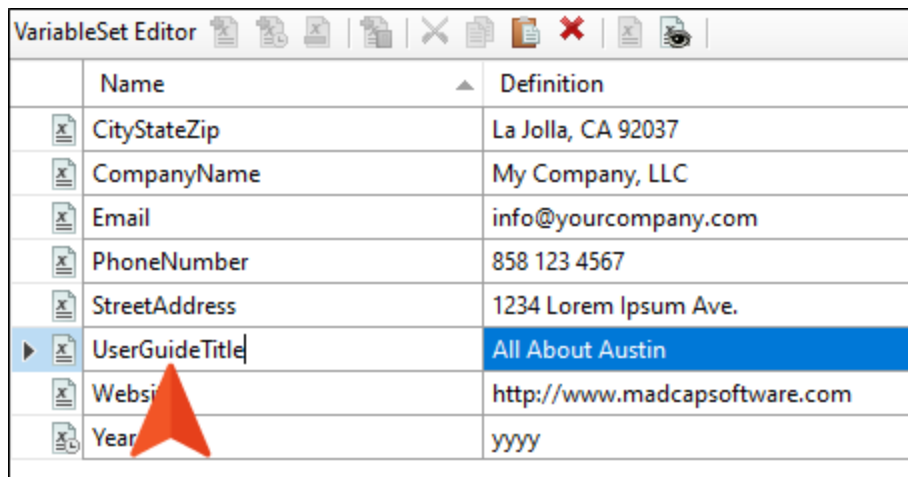 VariableSet Editor
Name Definition
CityStateZip La Jolla, CA 92037
CompanyName My Company, LLC
Email info@yourcompany.com
PhoneNumber 858 123 4567
StreetAddress 1234 Lorem Ipsum Ave.
UserGuideTitle All About Austin
http://www.madcapsoftware.com
Year yyyy